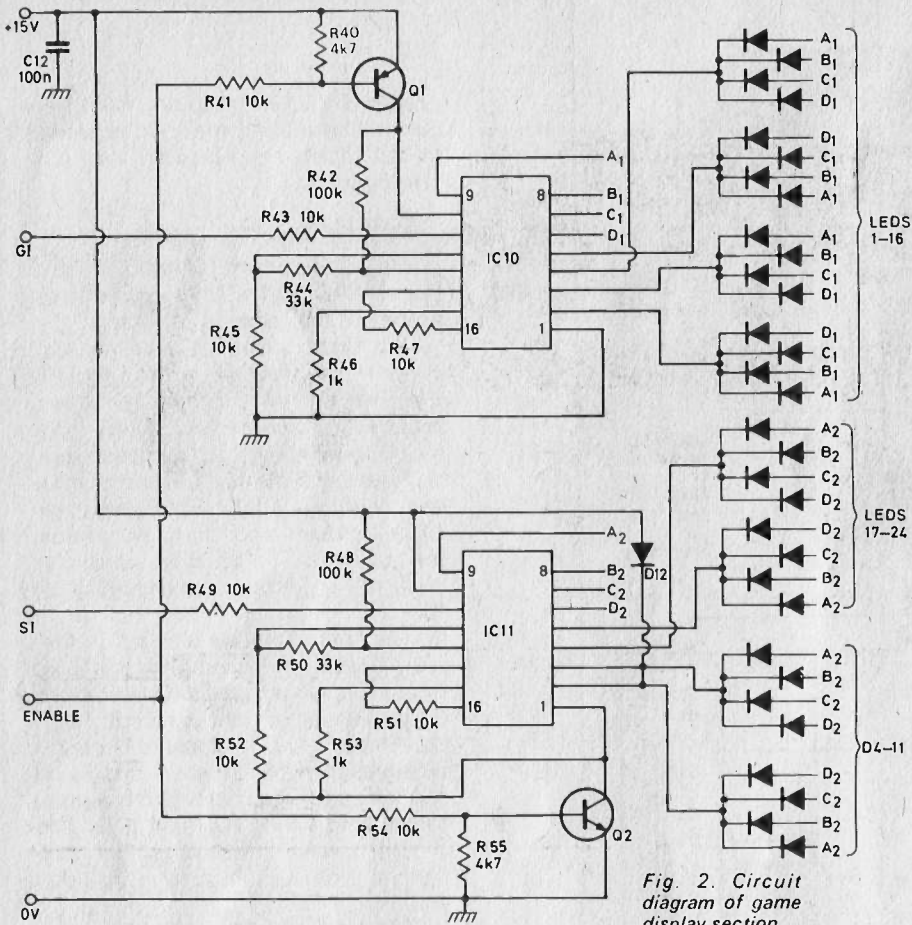 +15V
C12
100n
R40
4k7
R41 10k
Q1
R42
100k
R43 10k
GI
R44
33k
R45
10k
R46
1k
R47
10k
9
8
IC10
16
1
A1
B1
C1
D1
A1
B1
C1
D1
D1
C1
B1
A1
A1
B1
C1
D1
D1
C1
B1
A1
LEDS
1–16
R48
100k
R49 10k
SI
R50 33k
ENABLE
R51 10k
R52
10k
R53
1k
9
8
IC11
16
1
A2
B2
C2
D2
D12
A2
B2
C2
D2
D2
C2
B2
A2
LEDS
17–24
A2
B2
C2
D2
D2
C2
B2
A2
D4–11
R54 10k
R55
4k7
Q2
0V
Fig. 2. Circuit
diagram of game
display section